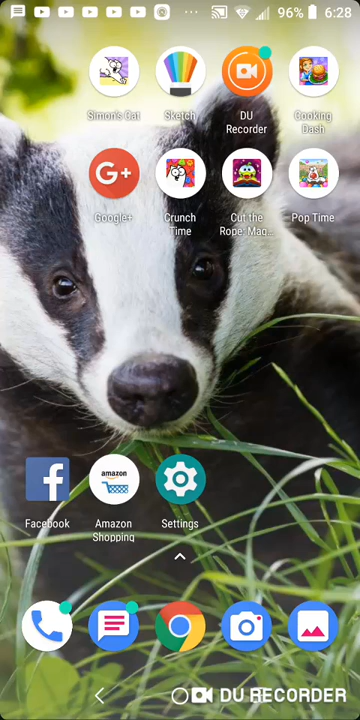 96% 6:28
Simon's Cat Sketch DU Recorder Cooking Dash
Google+ Crunch Time Cut the Rope: Mag... Pop Time
amazon
Facebook Amazon Shopping Settings
DU RECORDER